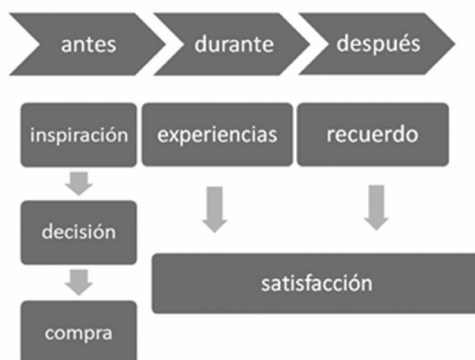 antes
durante
después
inspiración
experiencias
recuerdo
decisión
satisfacción
compra